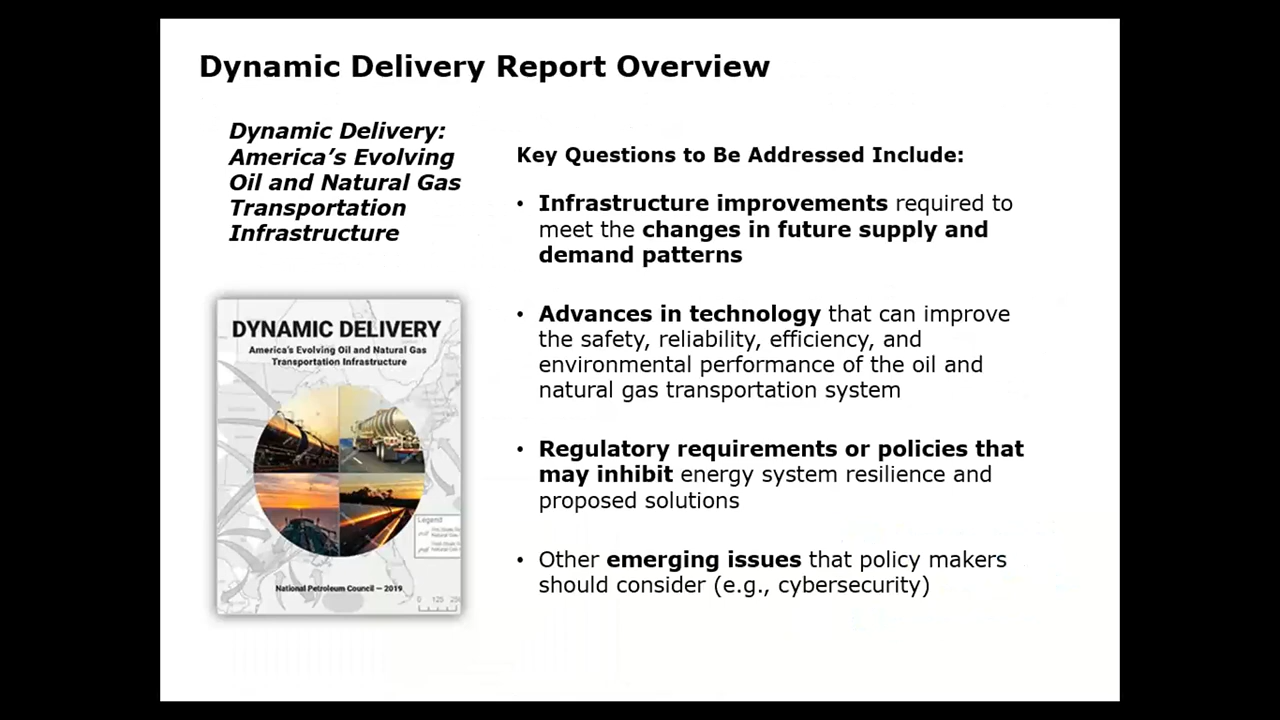 Dynamic Delivery Report Overview
Dynamic Delivery:
America’s Evolving
Oil and Natural Gas
Transportation
Infrastructure
DYNAMIC DELIVERY
America's Evolving Oil and Natural Gas
Transportation Infrastructure
Legend
National Petroleum Council — 2019
0 125
Key Questions to Be Addressed Include:
• Infrastructure improvements required to
meet the changes in future supply and
demand patterns
• Advances in technology that can improve
the safety, reliability, efficiency, and
environmental performance of the oil and
natural gas transportation system
• Regulatory requirements or policies that
may inhibit energy system resilience and
proposed solutions
• Other emerging issues that policy makers
should consider (e.g., cybersecurity)